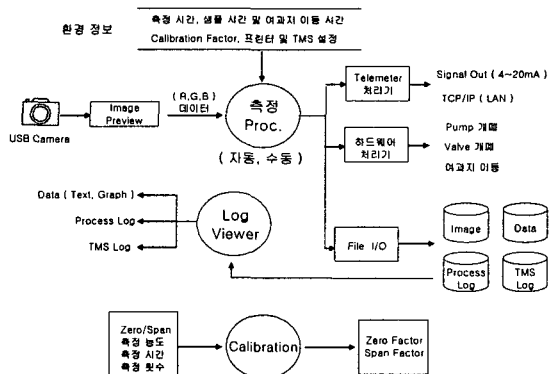 환경 정보
측정 시간, 샘플 시간 및 여과지 이동 시간
Calibration Factor, 프린터 및 TMS 설정
USB Camera
Image
Preview
( R,G,B )
데이터
측정
Proc.
( 자동, 수동 )
Telemeter
처리기
Signal Out ( 4~20mA )
TCP/IP ( LAN )
하드웨어
처리기
Pump 개폐
Valve 개폐
여과지 이동
File I/O
Image
Data
Process
Log
TMS
Log
Log
Viewer
Data ( Text, Graph )
Process Log
TMS Log
Zero/Span
측정 농도
측정 시간
측정 횟수
Calibration
Zero Factor
Span Factor